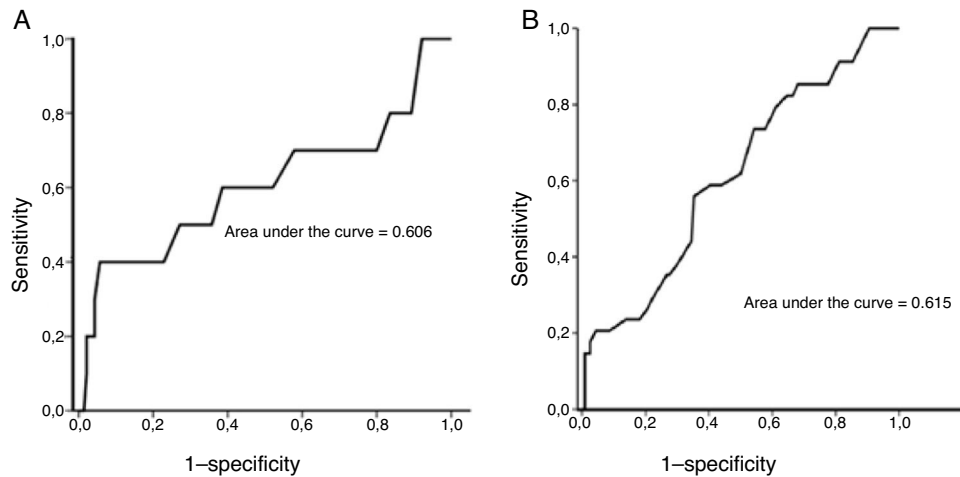 A
1,0
0,8
0,6
0,4
0,2
0,0
Sensitivity
Area under the curve = 0.606
0,0 0,2 0,4 0,6 0,8 1,0
1–specificity
B
1,0
0,8
0,6
0,4
0,2
0,0
Sensitivity
Area under the curve = 0.615
0,0 0,2 0,4 0,6 0,8 1,0
1–specificity